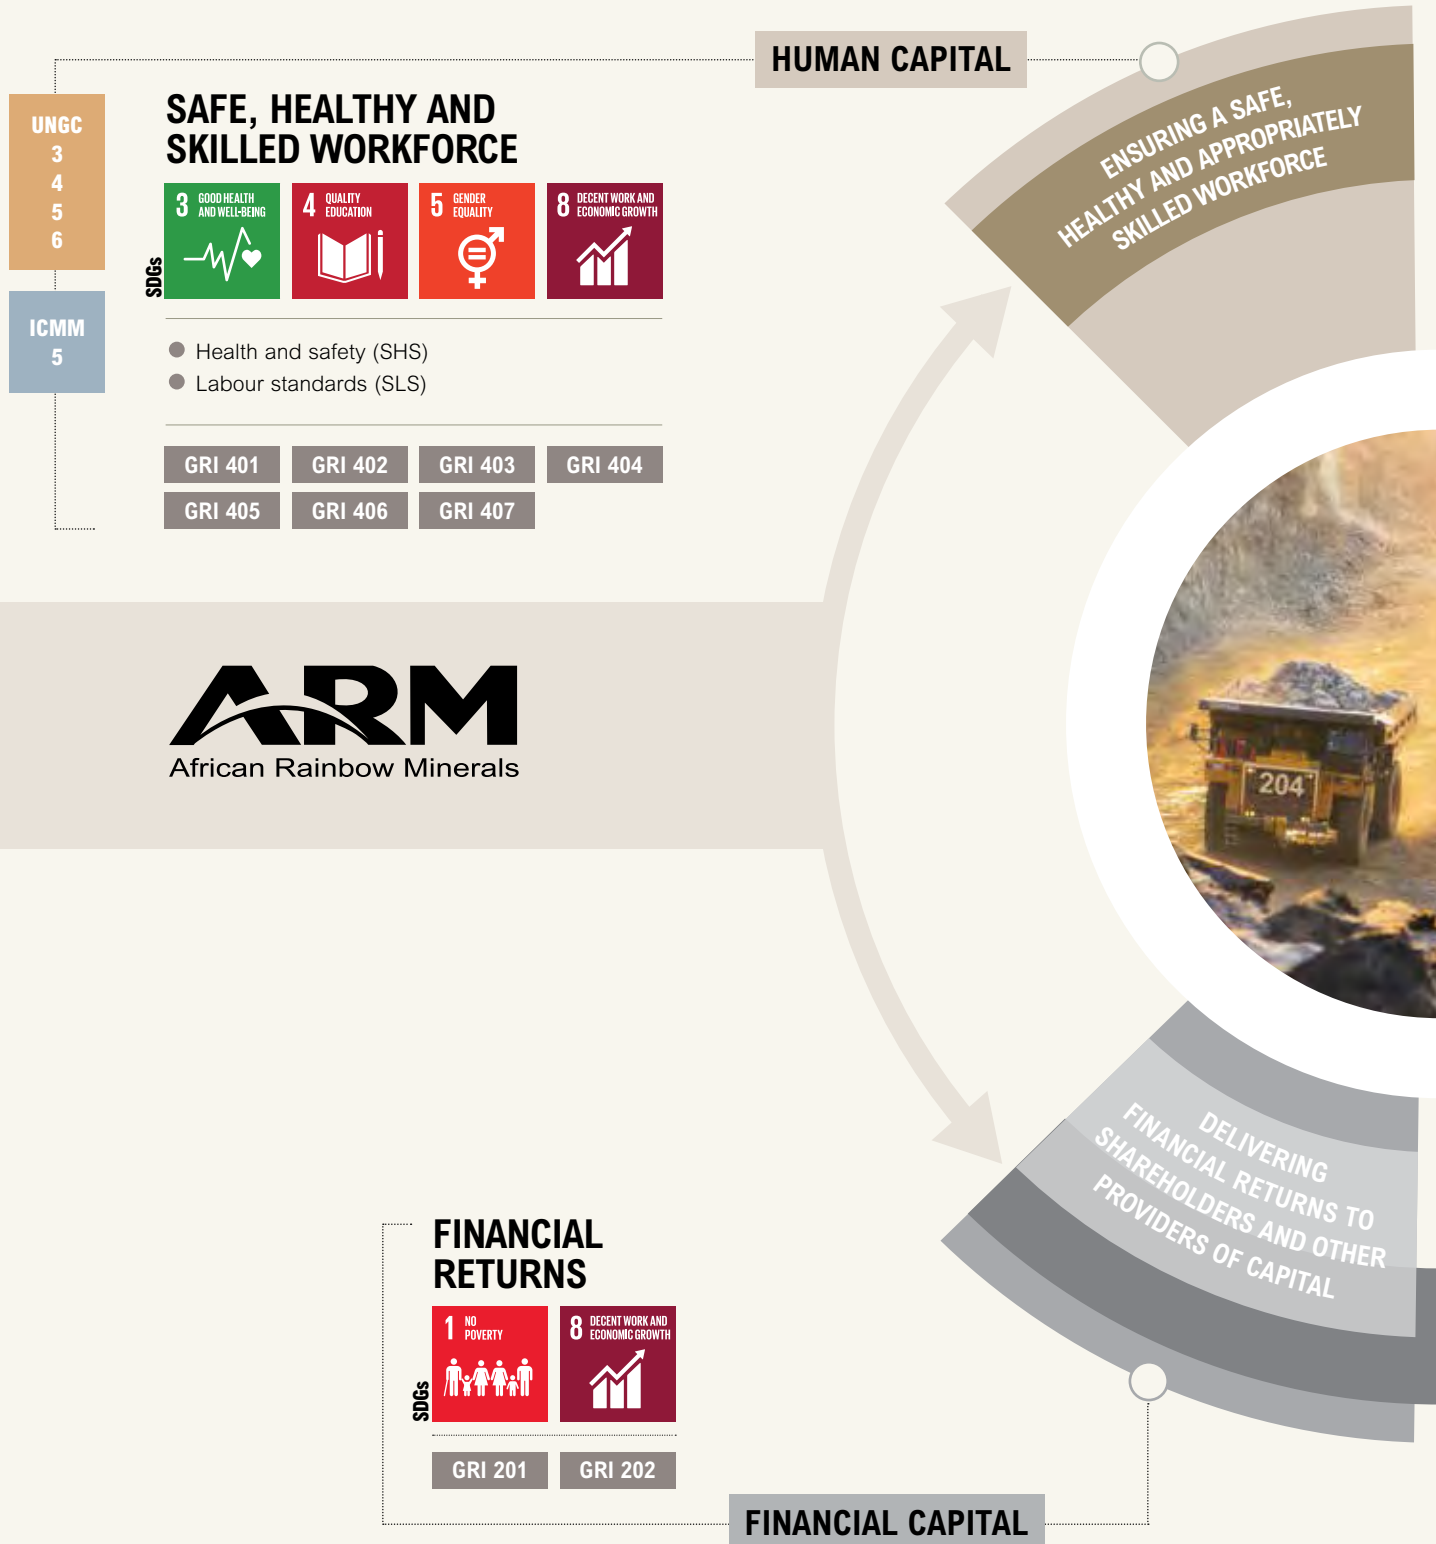 HUMAN CAPITAL
UNGC
3
4
5
6
ICMM
5
SAFE, HEALTHY AND
SKILLED WORKFORCE
SDGs
3 GOOD HEALTH
AND WELL-BEING
4 QUALITY
EDUCATION
5 GENDER
EQUALITY
8 DECENT WORK AND
ECONOMIC GROWTH
Health and safety (SHS)
Labour standards (SLS)
GRI 401 GRI 402 GRI 403 GRI 404
GRI 405 GRI 406 GRI 407
ENSURING A SAFE,
HEALTHY AND APPROPRIATELY
SKILLED WORKFORCE
ARM
African Rainbow Minerals
204
DELIVERING
FINANCIAL RETURNS TO
SHAREHOLDERS AND OTHER
PROVIDERS OF CAPITAL
FINANCIAL
RETURNS
SDGs
1 NO
POVERTY
8 DECENT WORK AND
ECONOMIC GROWTH
GRI 201 GRI 202
FINANCIAL CAPITAL